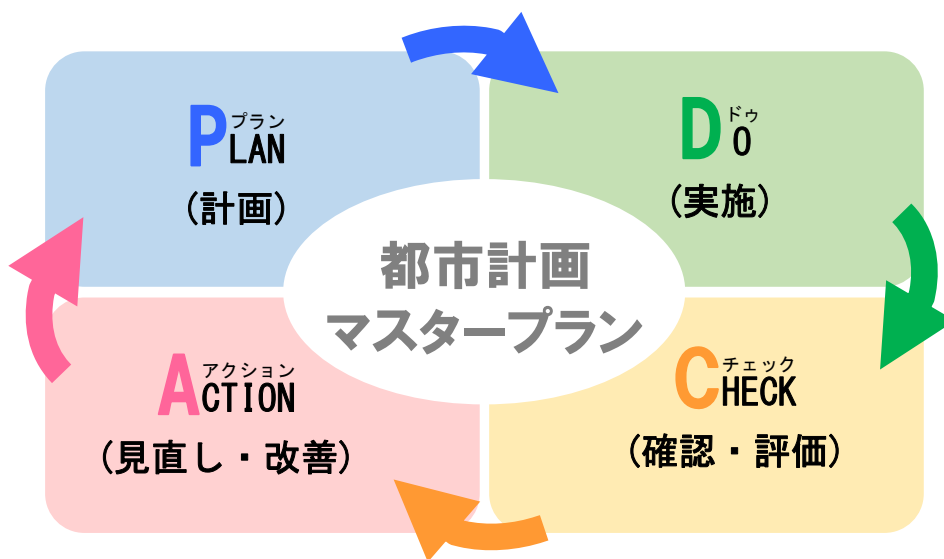 プラン
PLAN
(計画)
ドゥ
DO
(実施)
都市計画
マスタープラン
アクション
ACTION
(見直し・改善)
チェック
CHECK
(確認・評価)